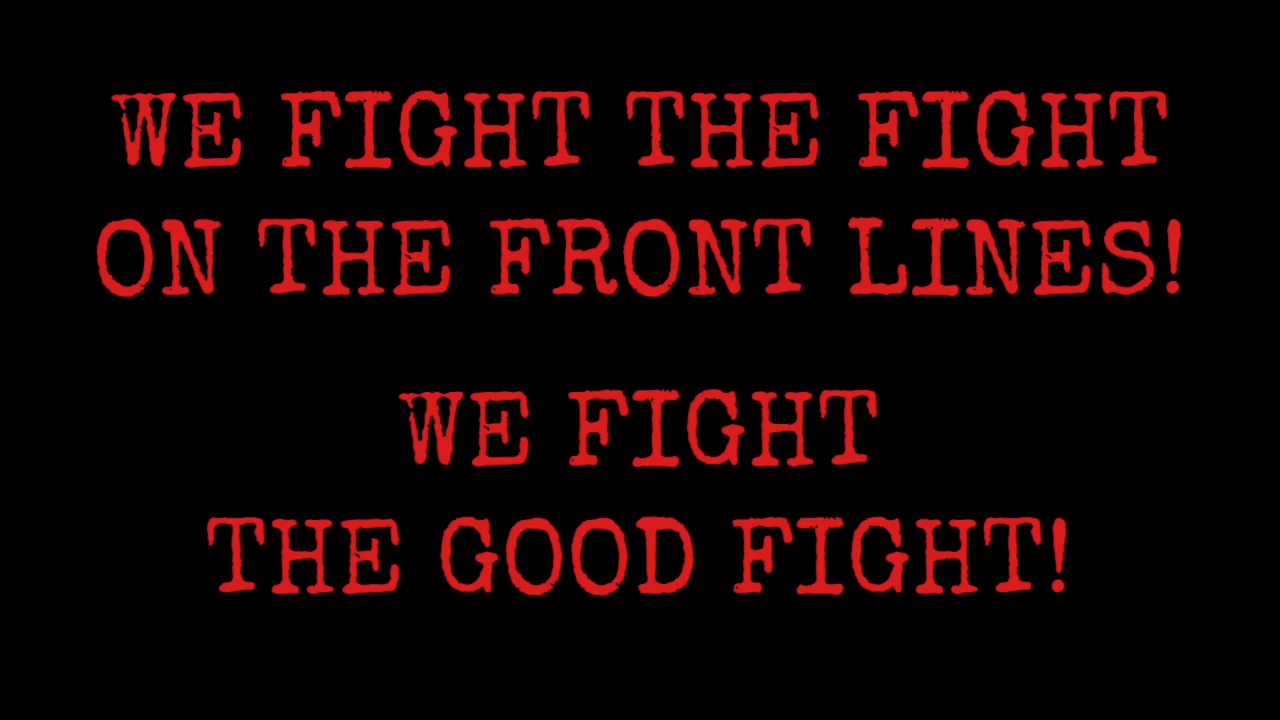 WE FIGHT THE FIGHT
ON THE FRONT LINES!
WE FIGHT
THE GOOD FIGHT!